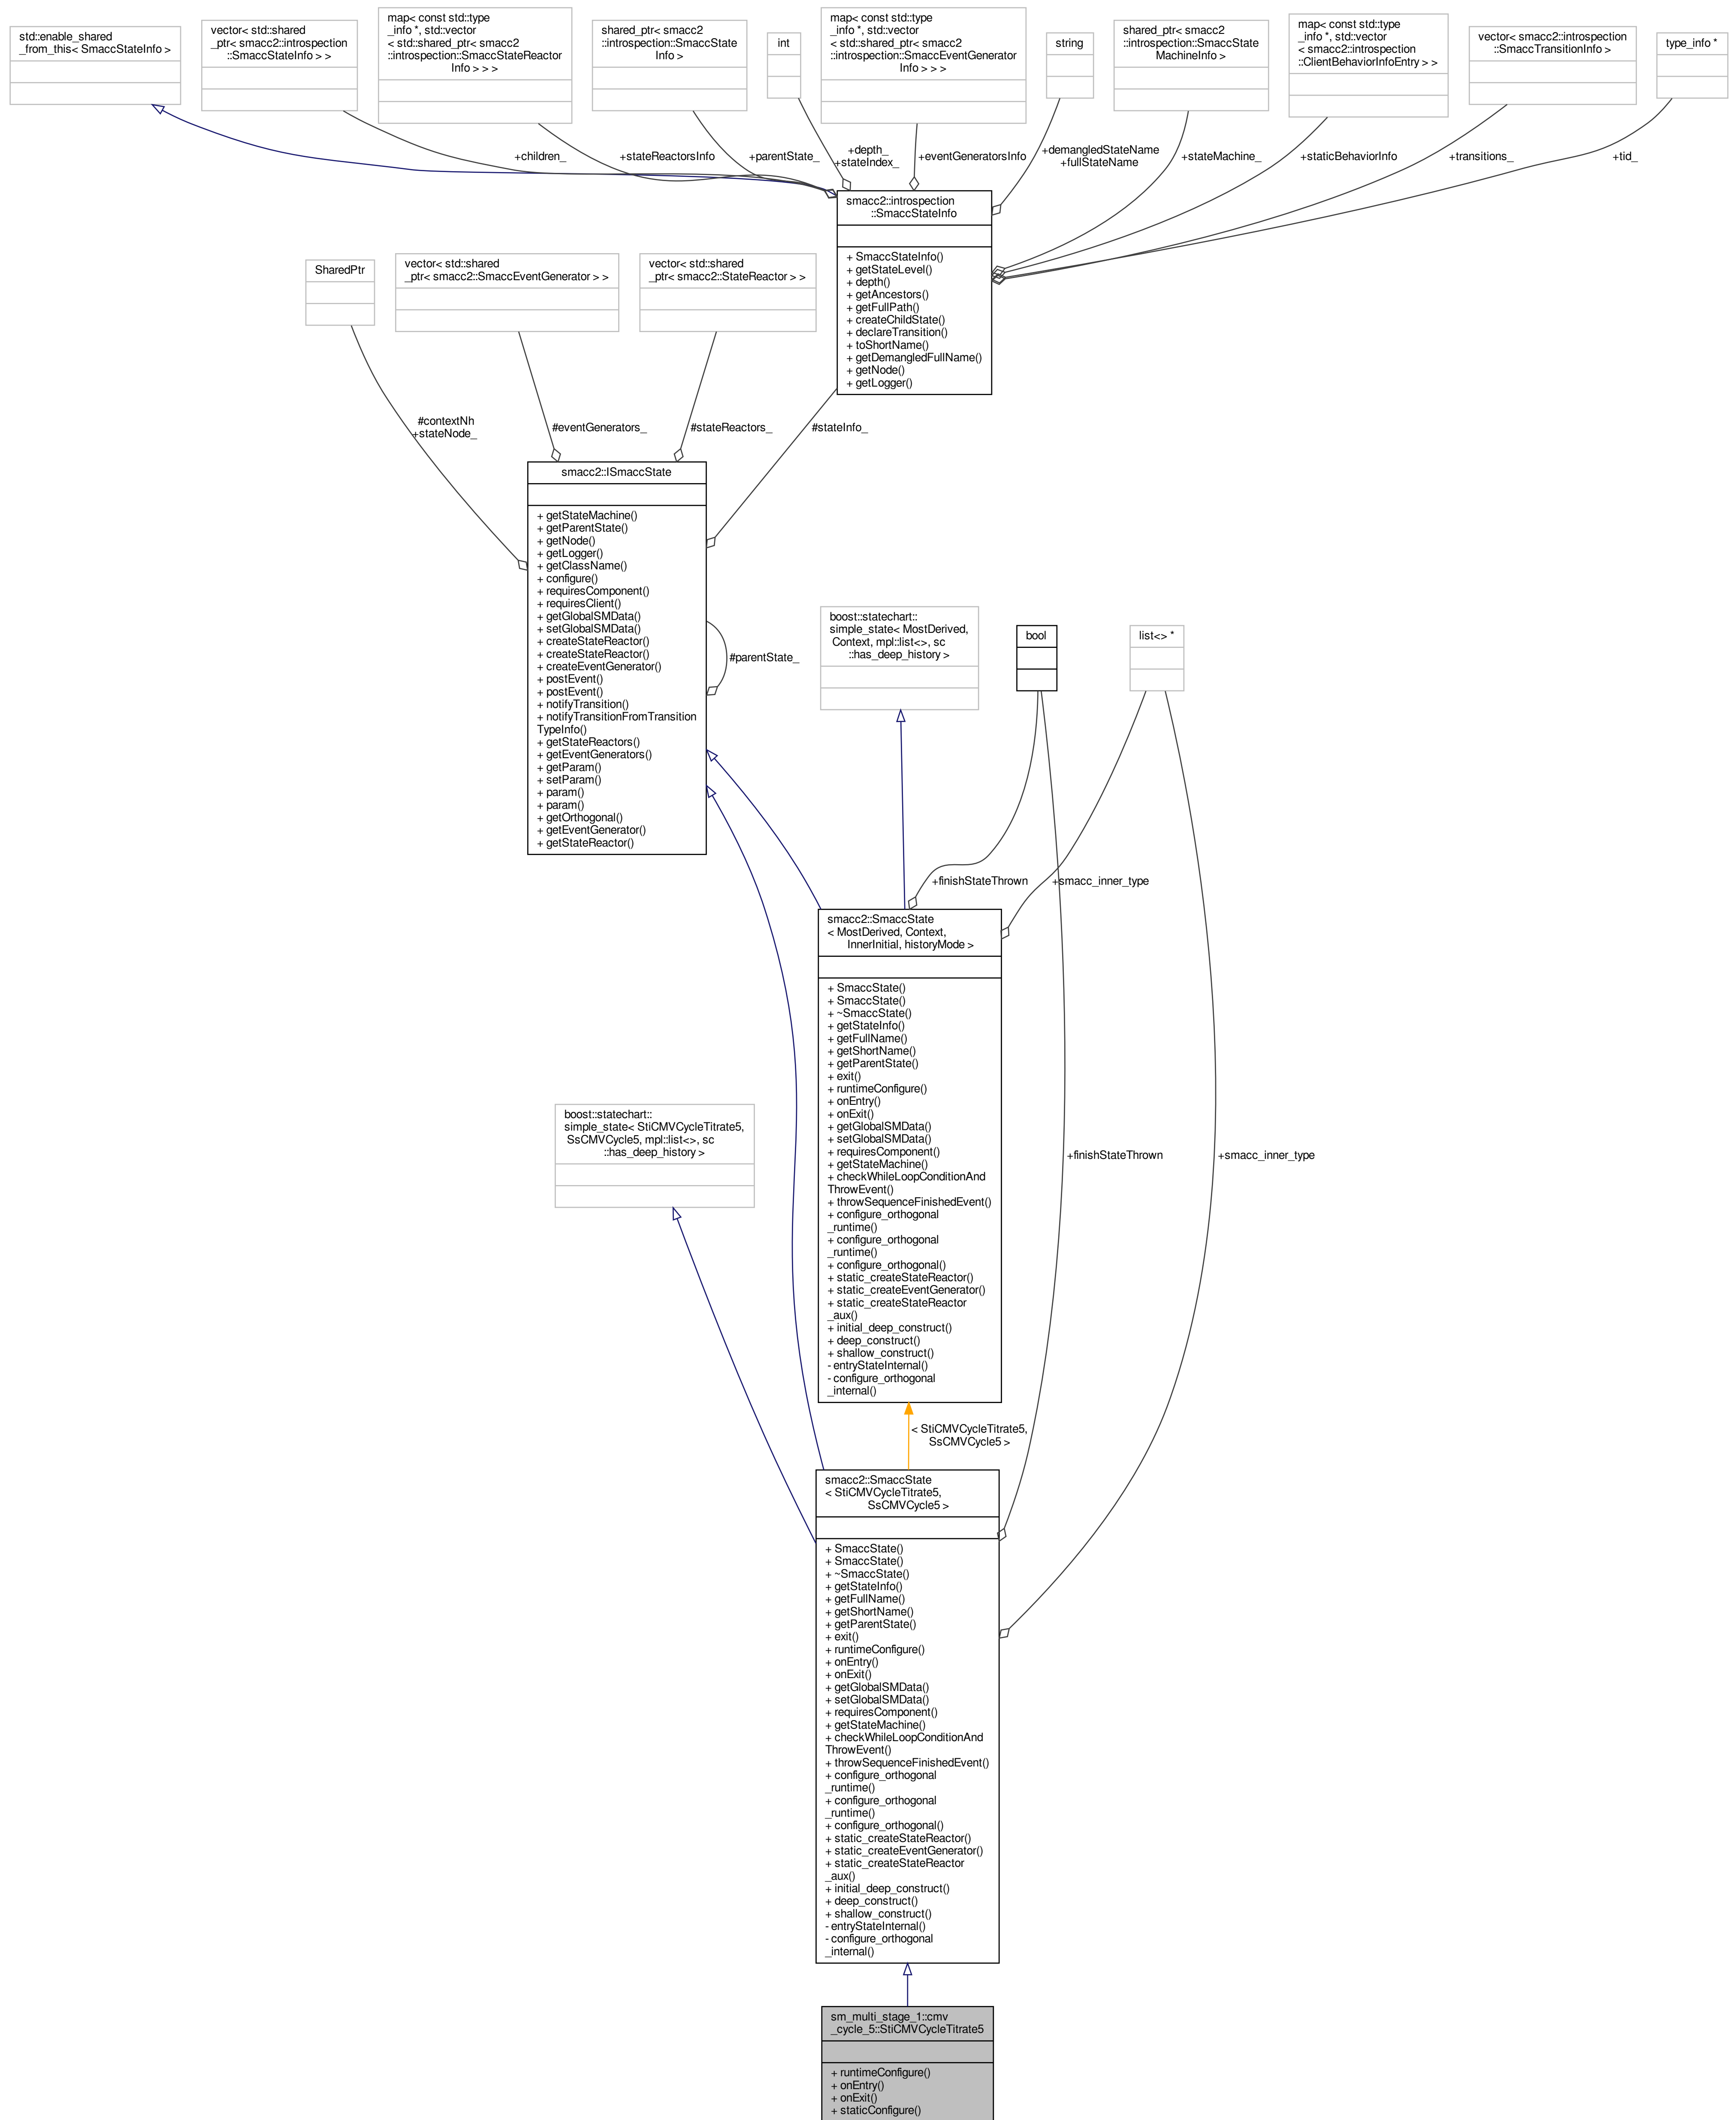 std::enable_shared
_from_this< SmaccStateInfo >
vector< std::shared
_ptr< smacc2::introspection
::SmaccStateInfo > >
map< const std::type
_info *, std::vector
< std::shared_ptr< smacc2
::introspection::SmaccStateReactor
Info > > >
shared_ptr< smacc2
::introspection::SmaccState
Info >
int
map< const std::type
_info *, std::vector
< std::shared_ptr< smacc2
::introspection::SmaccEventGenerator
Info > > >
string
shared_ptr< smacc2
::introspection::SmaccState
MachineInfo >
map< const std::type
_info *, std::vector
< smacc2::introspection
::ClientBehaviorInfoEntry > >
vector< smacc2::introspection
::SmaccTransitionInfo >
type_info *
+children_
+stateReactorsInfo
+parentState_
+depth_
+stateIndex_
+eventGeneratorsInfo
+demangledStateName
+fullStateName
+stateMachine_
+staticBehaviorInfo
+transitions_
+tid_
smacc2::introspection
::SmaccStateInfo
+ SmaccStateInfo()
+ getStateLevel()
+ depth()
+ getAncestors()
+ getFullPath()
+ createChildState()
+ declareTransition()
+ toShortName()
+ getDemangledFullName()
+ getNode()
+ getLogger()
SharedPtr
vector< std::shared
_ptr< smacc2::SmaccEventGenerator > >
vector< std::shared
_ptr< smacc2::StateReactor > >
#contextNh
+stateNode_
#eventGenerators_
#stateReactors_
#stateInfo_
smacc2::ISmaccState
+ getStateMachine()
+ getParentState()
+ getNode()
+ getLogger()
+ getClassName()
+ configure()
+ requiresComponent()
+ requiresClient()
+ getGlobalSMData()
+ setGlobalSMData()
+ createStateReactor()
+ createStateReactor()
+ createEventGenerator()
+ postEvent()
+ postEvent()
+ notifyTransition()
+ notifyTransitionFromTransition
TypeInfo()
+ getStateReactors()
+ getEventGenerators()
+ getParam()
+ setParam()
+ param()
+ param()
+ getOrthogonal()
+ getEventGenerator()
+ getStateReactor()
#parentState_
boost::statechart::
simple_state< MostDerived,
Context, mpl::list<>, sc
::has_deep_history >
bool
list<> *
+finishStateThrown
+smacc_inner_type
smacc2::SmaccState
< MostDerived, Context,
InnerInitial, historyMode >
+ SmaccState()
+ SmaccState()
+ ~SmaccState()
+ getStateInfo()
+ getFullName()
+ getShortName()
+ getParentState()
+ exit()
+ runtimeConfigure()
+ onEntry()
+ onExit()
+ getGlobalSMData()
+ setGlobalSMData()
+ requiresComponent()
+ getStateMachine()
+ checkWhileLoopConditionAnd
ThrowEvent()
+ throwSequenceFinishedEvent()
+ configure_orthogonal
_runtime()
+ configure_orthogonal
_runtime()
+ configure_orthogonal()
+ static_createStateReactor()
+ static_createEventGenerator()
+ static_createStateReactor
_aux()
+ initial_deep_construct()
+ deep_construct()
+ shallow_construct()
- entryStateInternal()
- configure_orthogonal
_internal()
boost::statechart::
simple_state< StiCMVCycleTitrate5,
SsCMVCycle5, mpl::list<>, sc
::has_deep_history >
+finishStateThrown
+smacc_inner_type
< StiCMVCycleTitrate5,
SsCMVCycle5 >
smacc2::SmaccState
< StiCMVCycleTitrate5,
SsCMVCycle5 >
+ SmaccState()
+ SmaccState()
+ ~SmaccState()
+ getStateInfo()
+ getFullName()
+ getShortName()
+ getParentState()
+ exit()
+ runtimeConfigure()
+ onEntry()
+ onExit()
+ getGlobalSMData()
+ setGlobalSMData()
+ requiresComponent()
+ getStateMachine()
+ checkWhileLoopConditionAnd
ThrowEvent()
+ throwSequenceFinishedEvent()
+ configure_orthogonal
_runtime()
+ configure_orthogonal
_runtime()
+ configure_orthogonal()
+ static_createStateReactor()
+ static_createEventGenerator()
+ static_createStateReactor
_aux()
+ initial_deep_construct()
+ deep_construct()
+ shallow_construct()
- entryStateInternal()
- configure_orthogonal
_internal()
sm_multi_stage_1::cmv
_cycle_5::StiCMVCycleTitrate5
+ runtimeConfigure()
+ onEntry()
+ onExit()
+ staticConfigure()